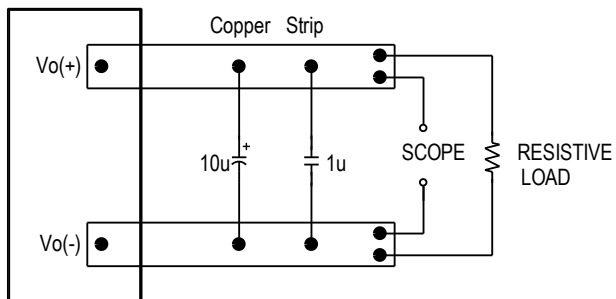 Copper Strip
Vo(+)
10u
+
1u
SCOPE
RESISTIVE
LOAD
Vo(-)